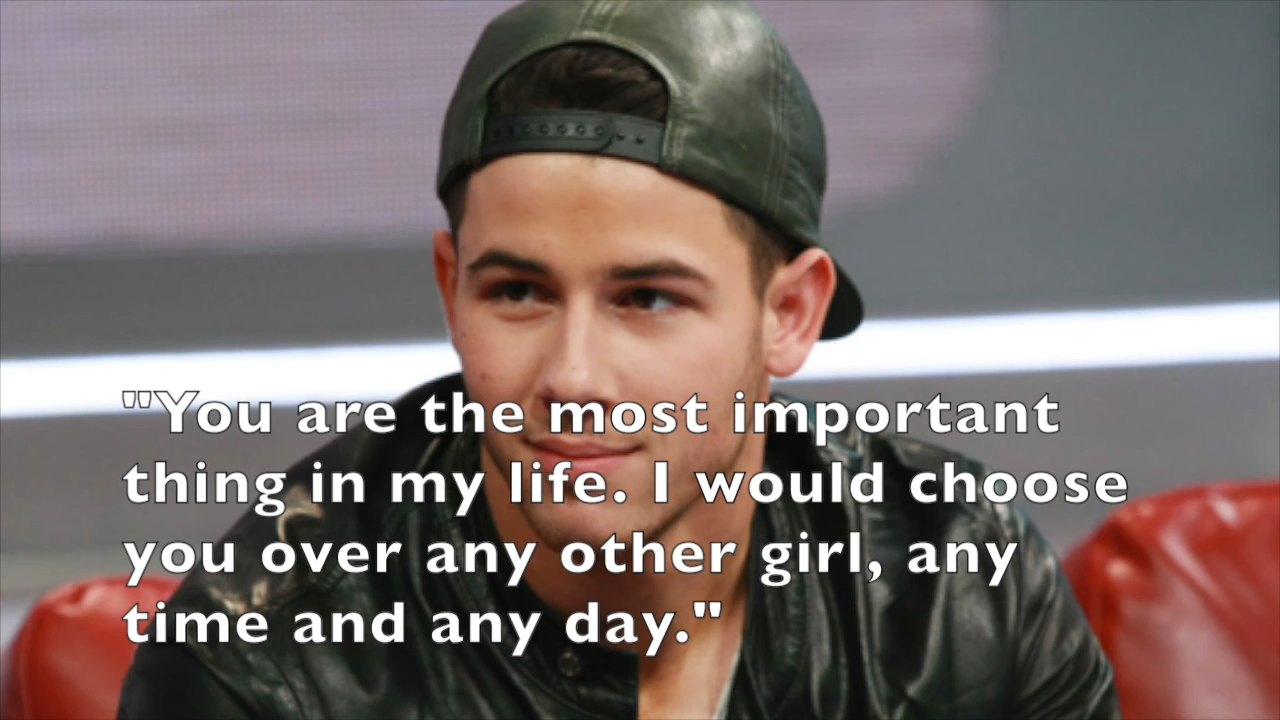 "You are the most important
thing in my life. I would choose
you over any other girl, any
time and any day."